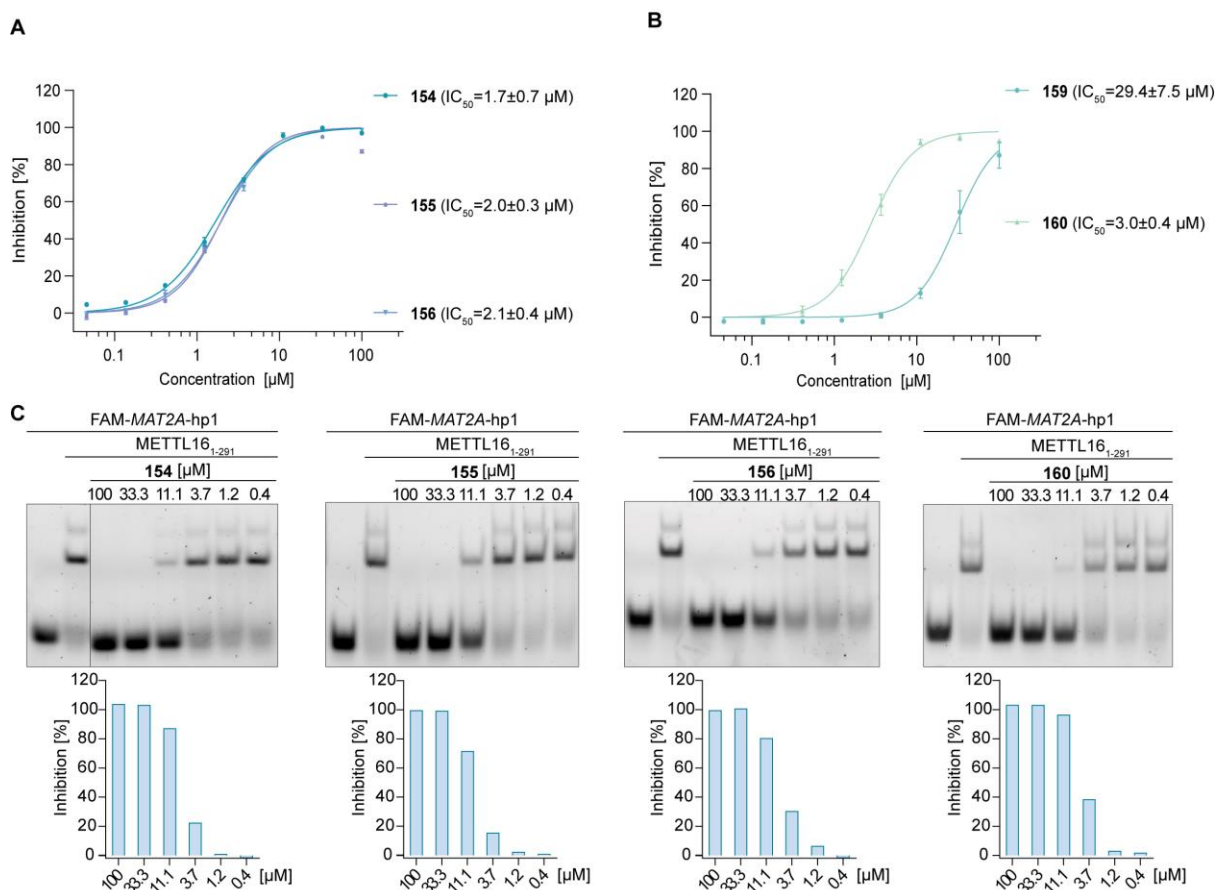 A
Inhibition [%]
120
100
80
60
40
20
0
0.1 1 10 100
Concentration [µM]
154 (IC50=1.7±0.7 µM)
155 (IC50=2.0±0.3 µM)
156 (IC50=2.1±0.4 µM)
B
Inhibition [%]
120
100
80
60
40
20
0
0.1 1 10 100
Concentration [µM]
159 (IC50=29.4±7.5 µM)
160 (IC50=3.0±0.4 µM)
C
FAM-MAT2A-hp1
METTL161-291
154 [µM]
100 33.3 11.1 3.7 1.2 0.4
FAM-MAT2A-hp1
METTL161-291
155 [µM]
100 33.3 11.1 3.7 1.2 0.4
FAM-MAT2A-hp1
METTL161-291
156 [µM]
100 33.3 11.1 3.7 1.2 0.4
FAM-MAT2A-hp1
METTL161-291
160 [µM]
100 33.3 11.1 3.7 1.2 0.4
Inhibition [%]
120
100
80
60
40
20
0
100 33.3 11.1 3.7 1.2 0.4 [µM]
Inhibition [%]
120
100
80
60
40
20
0
100 33.3 11.1 3.7 1.2 0.4 [µM]
Inhibition [%]
120
100
80
60
40
20
0
100 33.3 11.1 3.7 1.2 0.4 [µM]
Inhibition [%]
120
100
80
60
40
20
0
100 33.3 11.1 3.7 1.2 0.4 [µM]